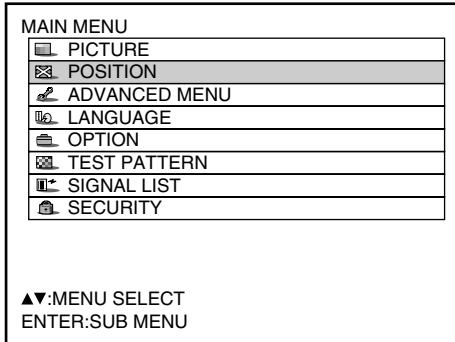 MAIN MENU
PICTURE
POSITION
ADVANCED MENU
LANGUAGE
OPTION
TEST PATTERN
SIGNAL LIST
SECURITY
▲▼:MENU SELECT
ENTER:SUB MENU